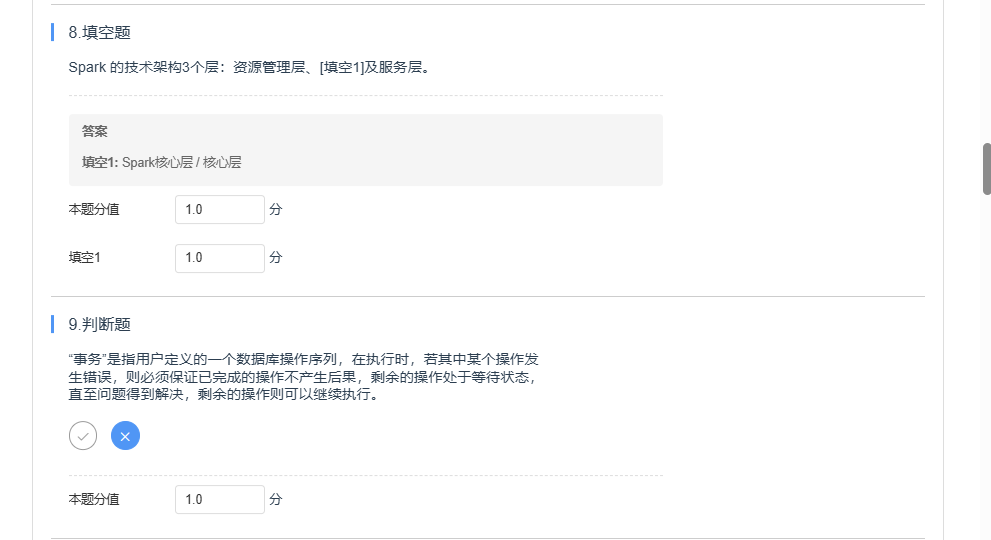 8.填空题
Spark 的技术架构3个层：资源管理层、[填空1]及服务层。
答案
填空1: Spark核心层 / 核心层
本题分值 1.0 分
填空1 1.0 分
9.判断题
“事务”是指用户定义的一个数据库操作序列，在执行时，若其中某个操作发
生错误，则必须保证已完成的操作不产生后果，剩余的操作处于等待状态，
直至问题得到解决，剩余的操作则可以继续执行。
本题分值 1.0 分